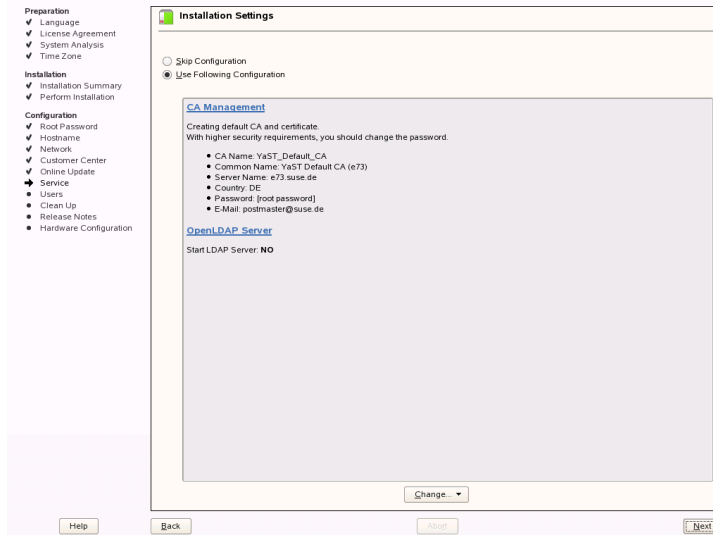 Preparation
Language
License Agreement
System Analysis
Time Zone
Installation
Installation Summary
Perform Installation
Configuration
Root Password
Hostname
Network
Customer Center
Online Update
Service
Users
Clean Up
Release Notes
Hardware Configuration
Installation Settings
Skip Configuration
Use Following Configuration
CA Management
Creating default CA and certificate.
With higher security requirements, you should change the password.
CA Name: YaST_Default_CA
Common Name: YaST Default CA (e73)
Server Name: e73.suse.de
Country: DE
Password: [root password]
E-Mail: postmaster@suse.de
OpenLDAP Server
Start LDAP Server: NO
Change...
Help
Back
Abort
Next